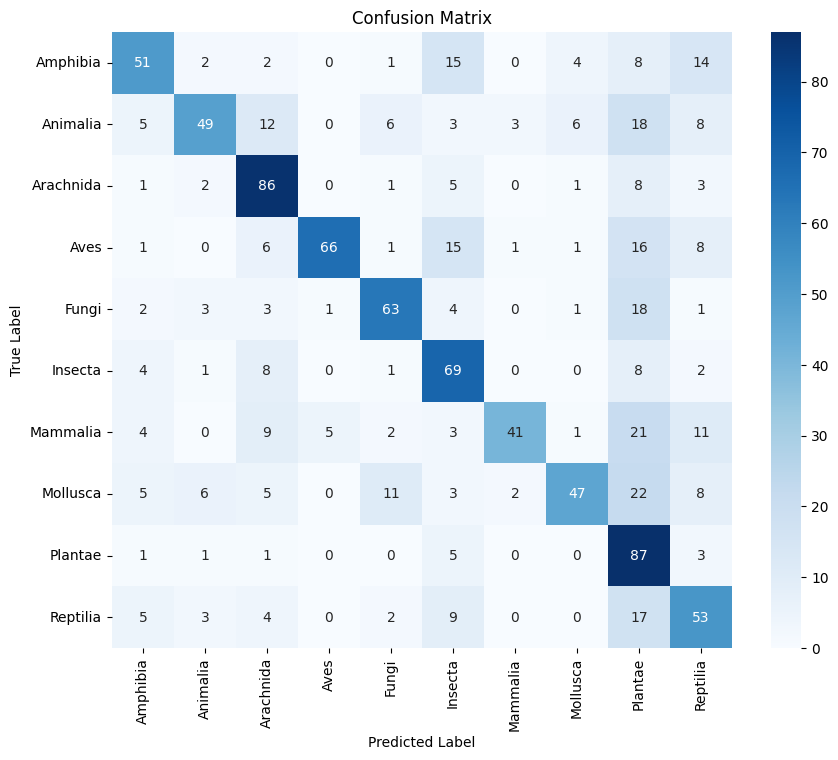 Confusion Matrix
Amphibia 51 2 2 0 1 15 0 4 8 14
Animalia 5 49 12 0 6 3 3 6 18 8
Arachnida 1 2 86 0 1 5 0 1 8 3
Aves 1 0 6 66 1 15 1 1 16 8
Fungi 2 3 3 1 63 4 0 1 18 1
Insecta 4 1 8 0 1 69 0 0 8 2
Mammalia 4 0 9 5 2 3 41 1 21 11
Mollusca 5 6 5 0 11 3 2 47 22 8
Plantae 1 1 1 0 0 5 0 0 87 3
Reptilia 5 3 4 0 2 9 0 0 17 53
True Label
Amphibia Animalia Arachnida Aves Fungi Insecta Mammalia Mollusca Plantae Reptilia
Predicted Label
80
70
60
50
40
30
20
10
0